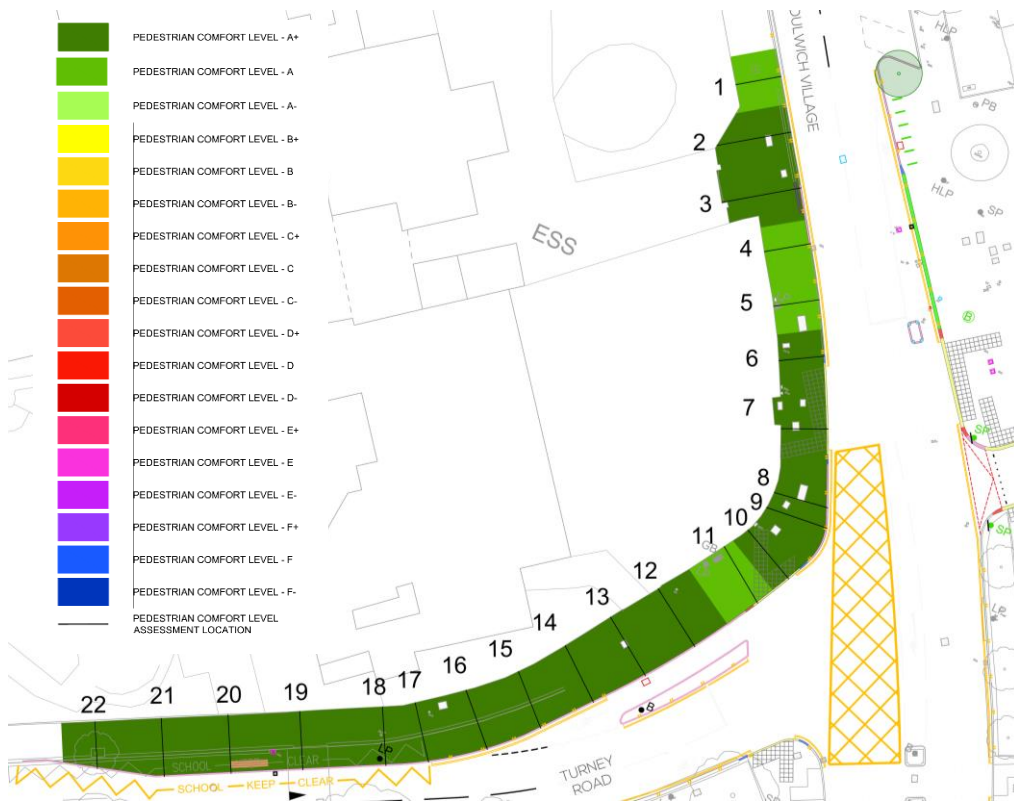 PEDESTRIAN COMFORT LEVEL - A+
PEDESTRIAN COMFORT LEVEL - A
PEDESTRIAN COMFORT LEVEL - A-
PEDESTRIAN COMFORT LEVEL - B+
PEDESTRIAN COMFORT LEVEL - B
PEDESTRIAN COMFORT LEVEL - B-
PEDESTRIAN COMFORT LEVEL - C+
PEDESTRIAN COMFORT LEVEL - C
PEDESTRIAN COMFORT LEVEL - C-
PEDESTRIAN COMFORT LEVEL - D+
PEDESTRIAN COMFORT LEVEL - D
PEDESTRIAN COMFORT LEVEL - D-
PEDESTRIAN COMFORT LEVEL - E+
PEDESTRIAN COMFORT LEVEL - E
PEDESTRIAN COMFORT LEVEL - E-
PEDESTRIAN COMFORT LEVEL - F+
PEDESTRIAN COMFORT LEVEL - F
PEDESTRIAN COMFORT LEVEL - F-
PEDESTRIAN COMFORT LEVEL
ASSESSMENT LOCATION
DULWICH VILLAGE
HLP
PB
HLP
SP
ESS
B
SP
SP
1
2
3
4
5
6
7
8
9
10
11
GB
12
13
14
15
16
17
18
19
20
21
22
B
LP
SCHOOL
CLEAR
SCHOOL KEEP CLEAR
TURNEY
ROAD